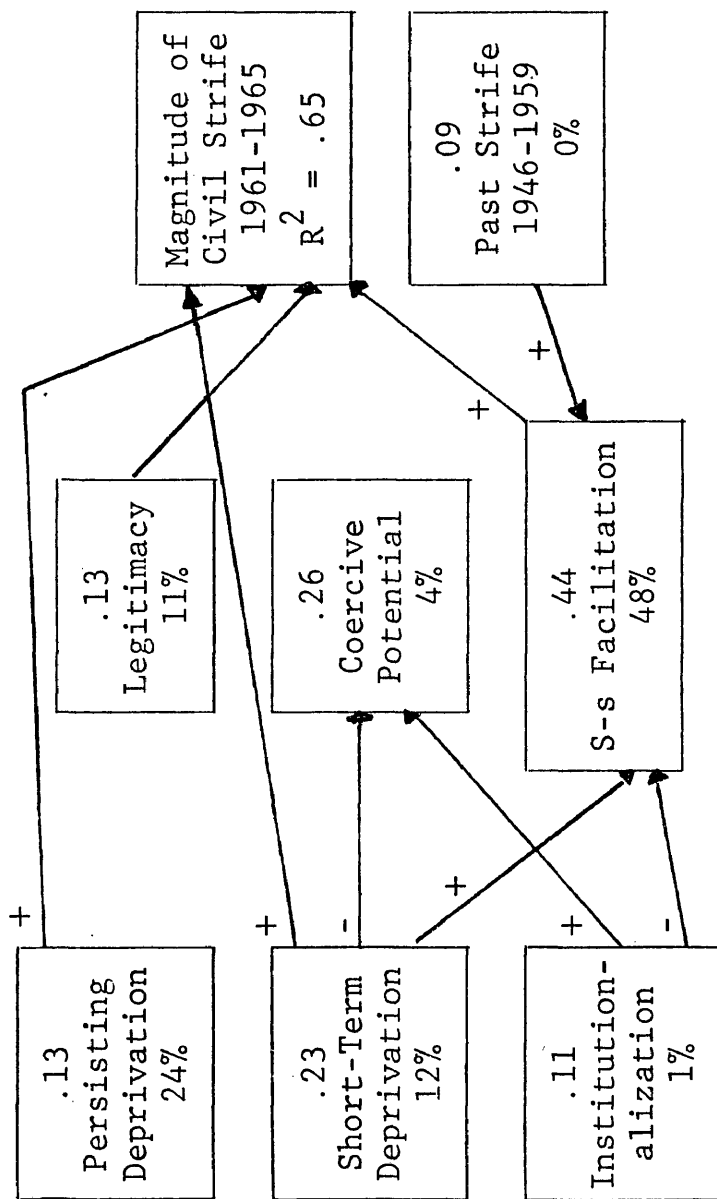 .13
Persisting
Deprivation
24%
+
.23
Short-Term
Deprivation
12%
+
-
+
.11
Institution-
alization
1%
+
-
.13
Legitimacy
11%
.26
Coercive
Potential
4%
.44
S-s Facilitation
48%
+
+
Magnitude of
Civil Strife
1961-1965
R² = .65
.09
Past Strife
1946-1959
0%